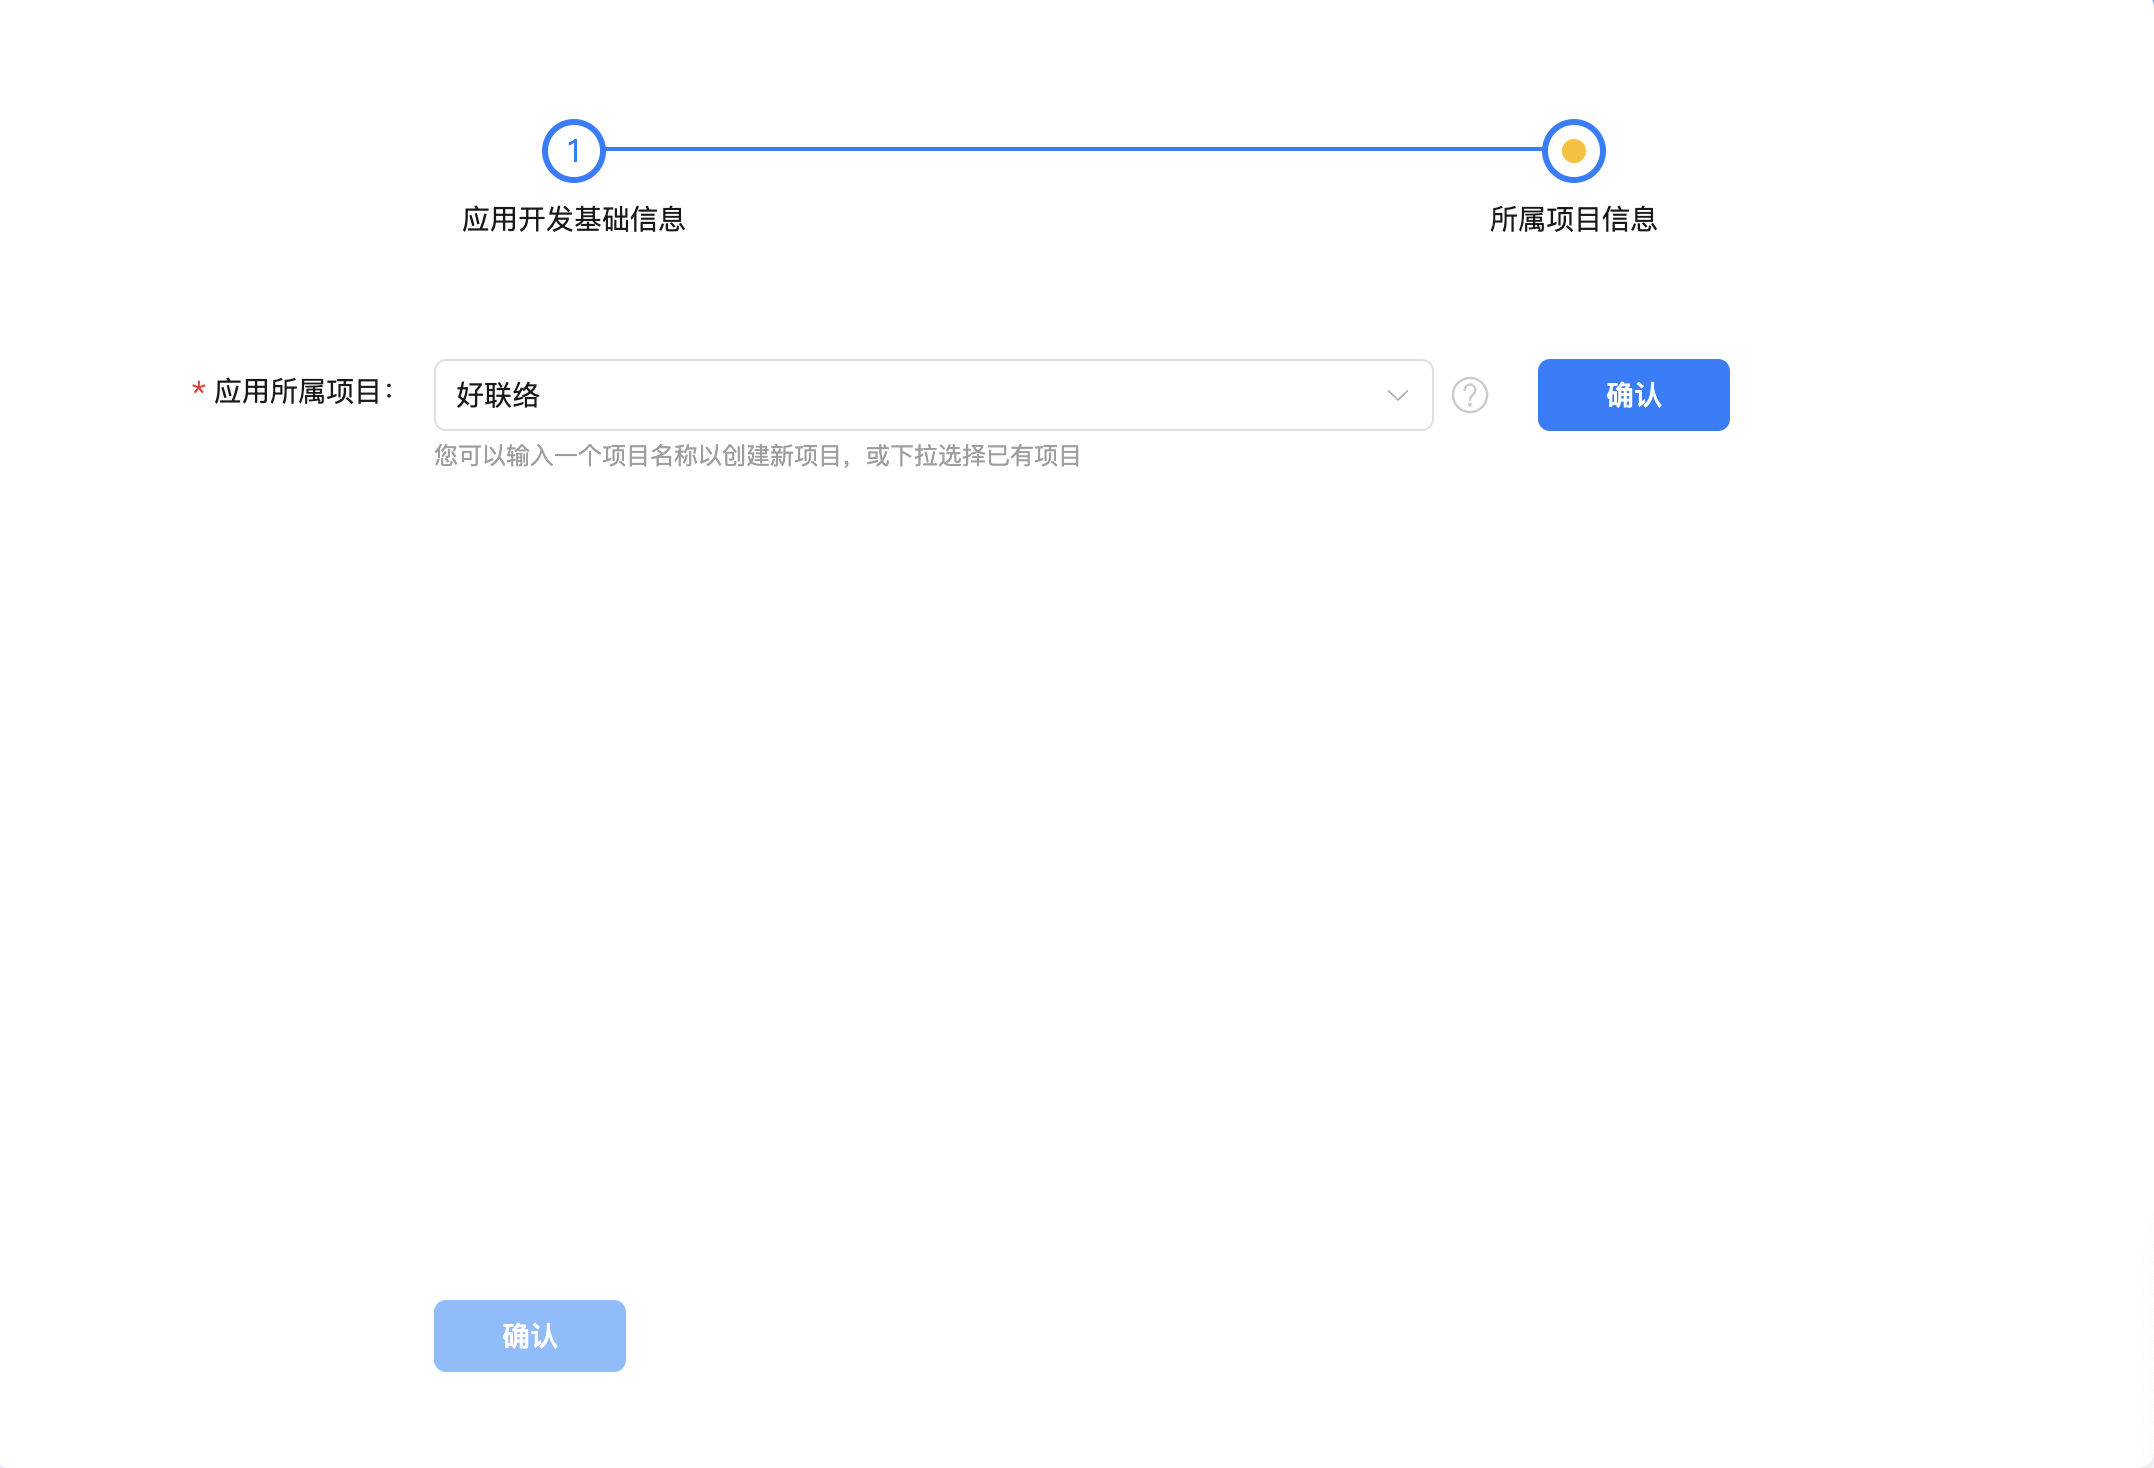 1
应用开发基础信息
所属项目信息
* 应用所属项目：
好联络
?
确认
您可以输入一个项目名称以创建新项目，或下拉选择已有项目
确认